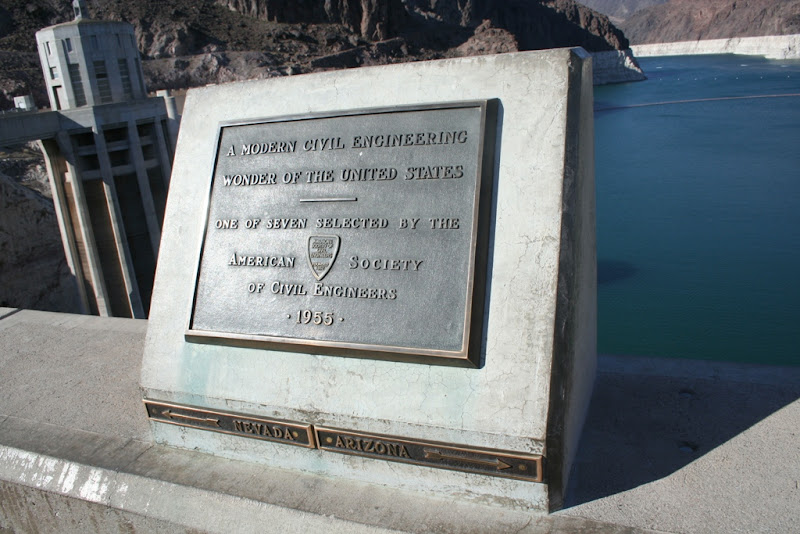 A MODERN CIVIL ENGINEERING
WONDER OF THE UNITED STATES
ONE OF SEVEN SELECTED BY THE
AMERICAN SOCIETY
OF CIVIL ENGINEERS
· 1955 ·
NEVADA
ARIZONA